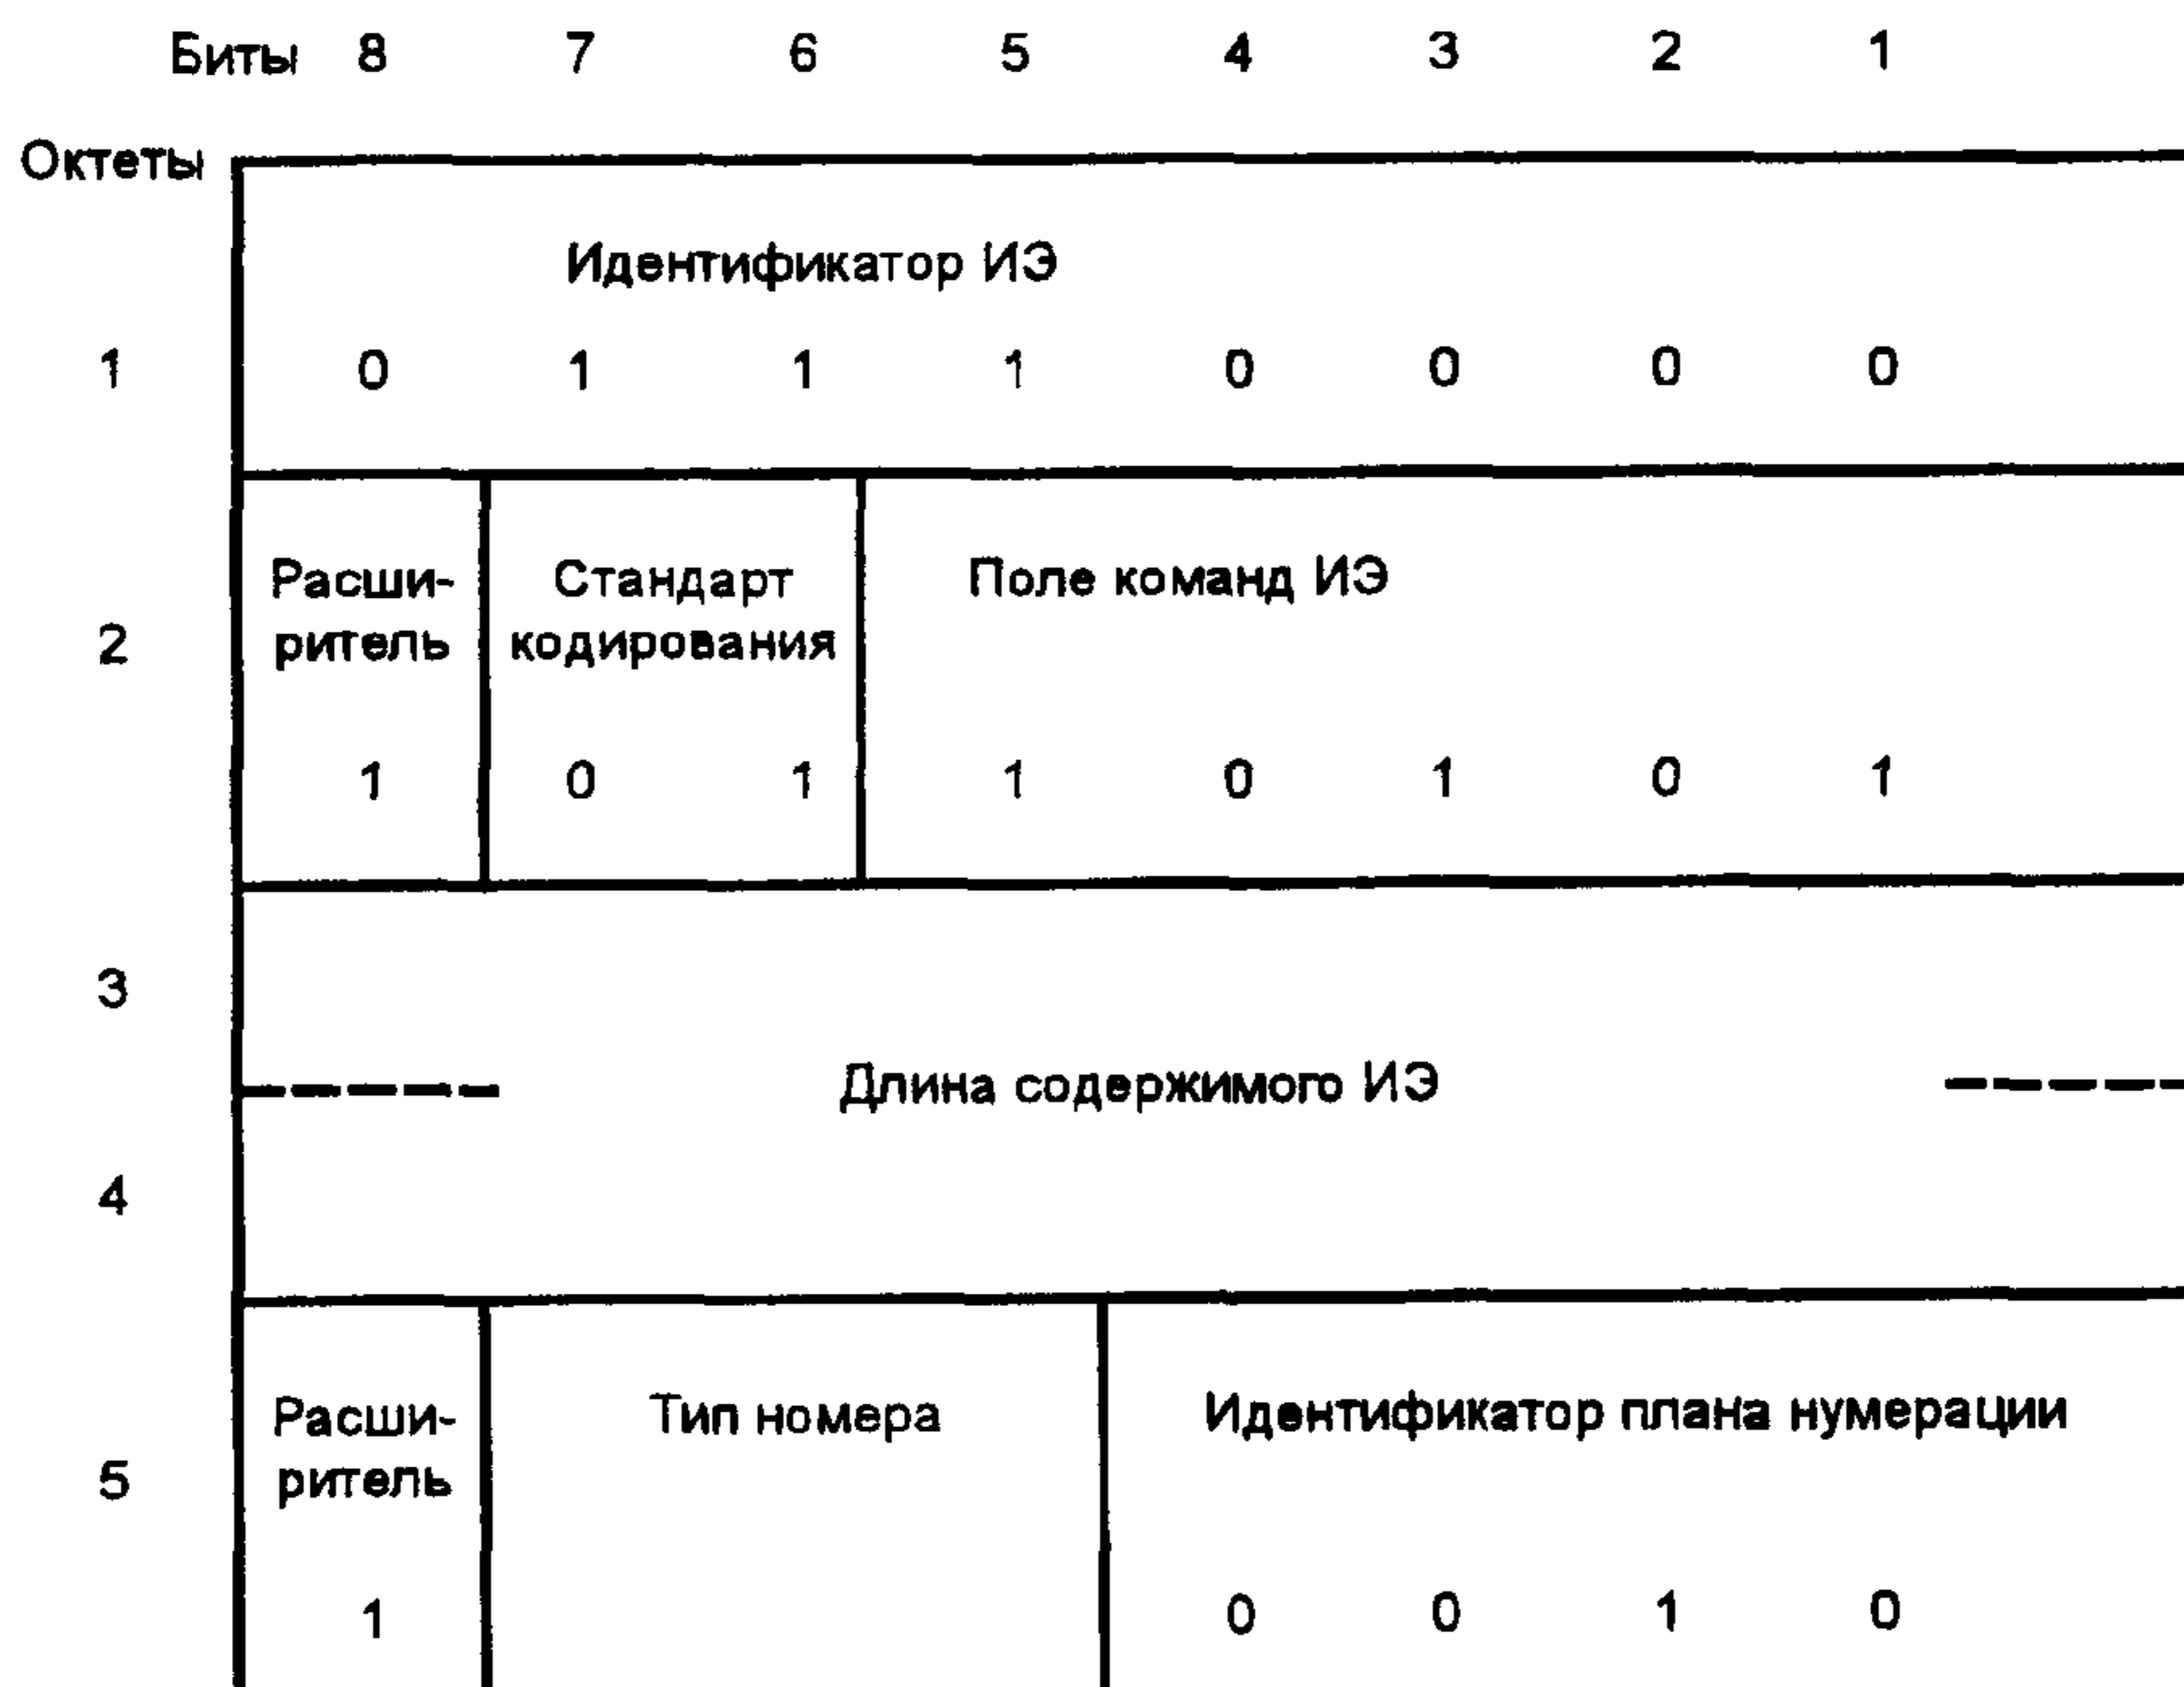 Биты 8 7 6 5 4 3 2 1
Октеты
Идентификатор ИЭ
1 0 1 1 1 0 0 0 0
Расши- Стандарт Поле команд ИЭ
2 ритель кодирования
1 0 1 1 0 1 0 1
3
Длина содержимого ИЭ
4
Расши- Тип номера Идентификатор плана нумерации
5 ритель
1 0 0 1 0